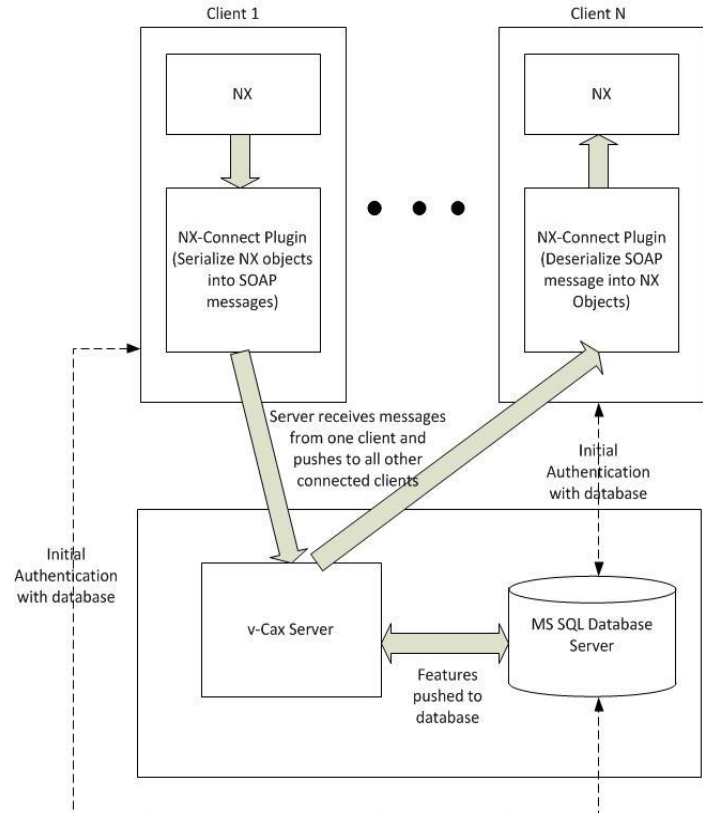 Client 1
Client N
NX
NX
NX-Connect Plugin
(Serialize NX objects
into SOAP
messages)
NX-Connect Plugin
(Deserialize SOAP
message into NX
Objects)
Server receives messages
from one client and
pushes to all other
connected clients
Initial
Authentication
with database
Initial
Authentication
with database
v-Cax Server
MS SQL Database
Server
Features
pushed to
database